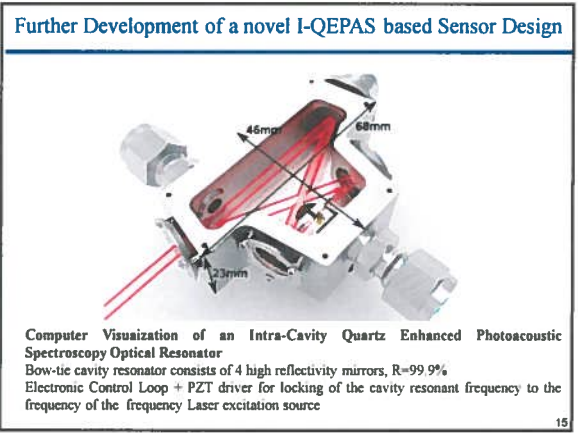 Further Development of a novel I-QEPAS based Sensor Design
46mm
68mm
23mm
Computer Visuaization of an Intra-Cavity Quartz Enhanced Photoacoustic
Spectroscopy Optical Resonator
Bow-tie cavity resonator consists of 4 high reflectivity mirrors, R=99.9%
Electronic Control Loop + PZT driver for locking of the cavity resonant frequency to the
frequency of the frequency Laser excitation source
15